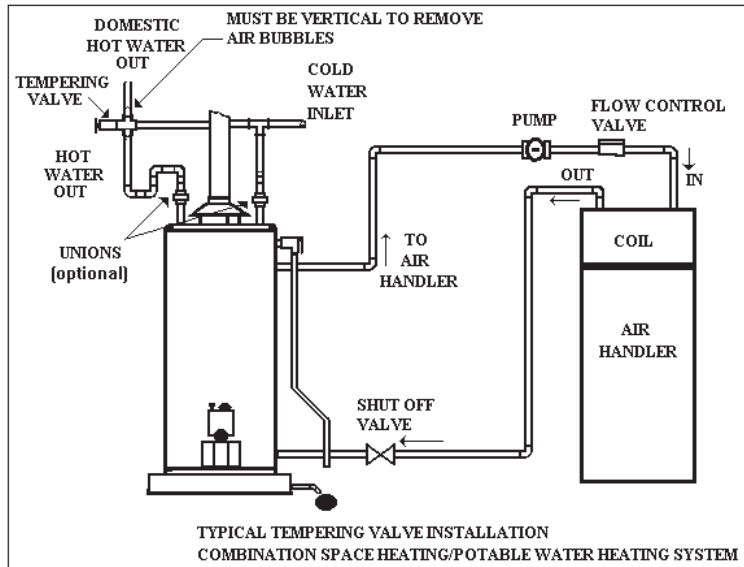 DOMESTIC
HOT WATER
OUT
MUST BE VERTICAL TO REMOVE
AIR BUBBLES
TEMPERING
VALVE
COLD
WATER
INLET
HOT
WATER
OUT
PUMP
FLOW CONTROL
VALVE
IN
OUT
UNIONS
(optional)
TO
AIR
HANDLER
COIL
AIR
HANDLER
SHUT OFF
VALVE
TYPICAL TEMPERING VALVE INSTALLATION
COMBINATION SPACE HEATING/POTABLE WATER HEATING SYSTEM